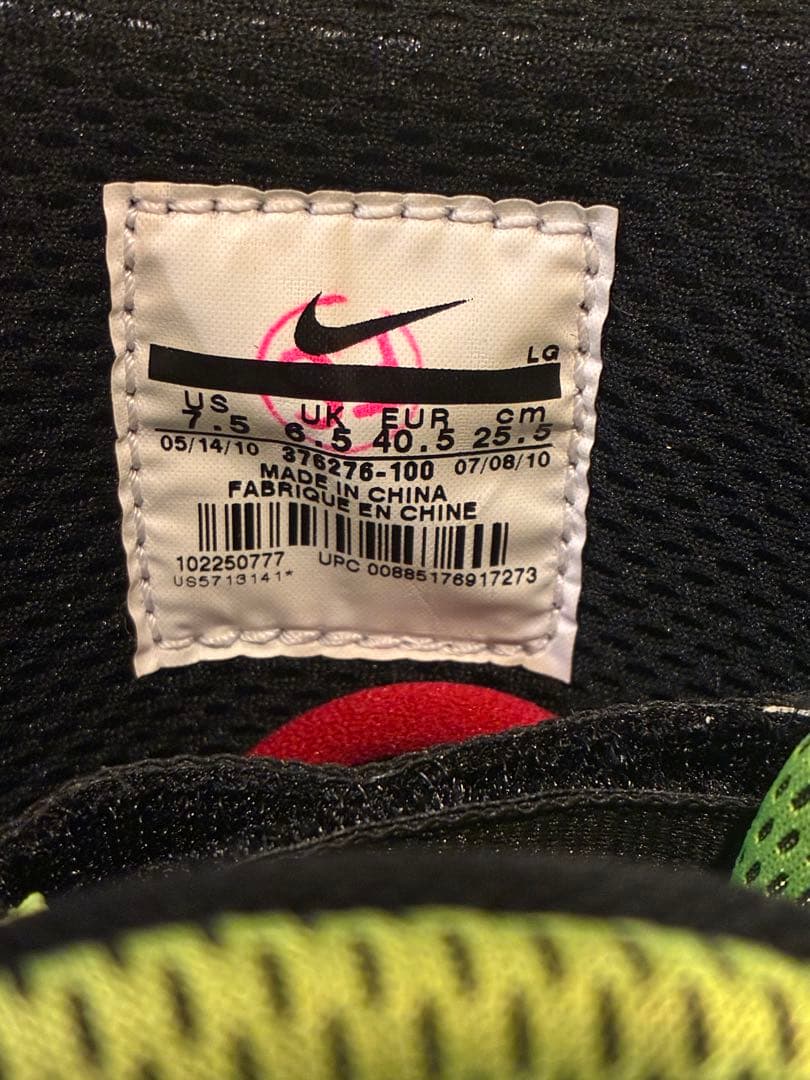 LG
US UK EUR cm
7.5 6.5 40.5 25.5
05/14/10 376276-100 07/08/10
MADE IN CHINA
FABRIQUE EN CHINE
102250777 UPC 00885176917273
US5713141*